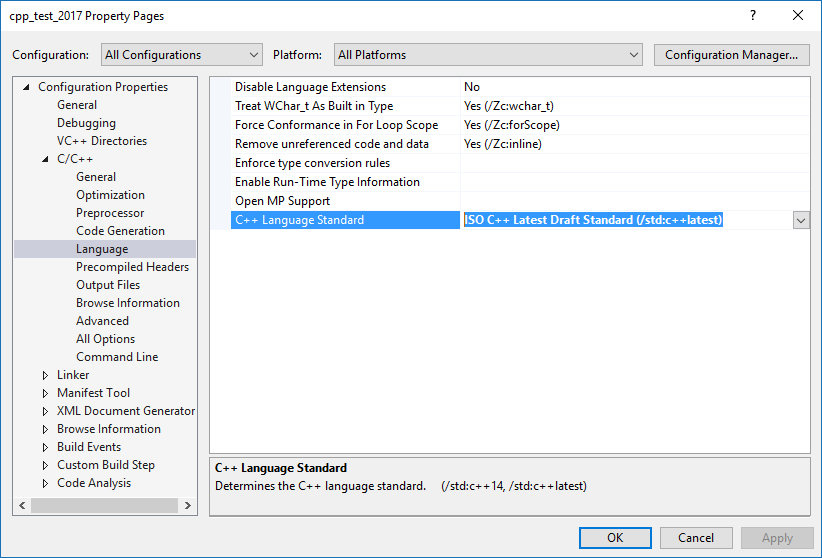 cpp_test_2017 Property Pages
?
Configuration: All Configurations Platform: All Platforms Configuration Manager...
Configuration Properties
General
Debugging
VC++ Directories
C/C++
General
Optimization
Preprocessor
Code Generation
Language
Precompiled Headers
Output Files
Browse Information
Advanced
All Options
Command Line
Linker
Manifest Tool
XML Document Generator
Browse Information
Build Events
Custom Build Step
Code Analysis
Disable Language Extensions No
Treat WChar_t As Built in Type Yes (/Zc:wchar_t)
Force Conformance in For Loop Scope Yes (/Zc:forScope)
Remove unreferenced code and data Yes (/Zc:inline)
Enforce type conversion rules
Enable Run-Time Type Information
Open MP Support
C++ Language Standard ISO C++ Latest Draft Standard (/std:c++latest)
C++ Language Standard
Determines the C++ language standard. (/std:c++14, /std:c++latest)
OK Cancel Apply